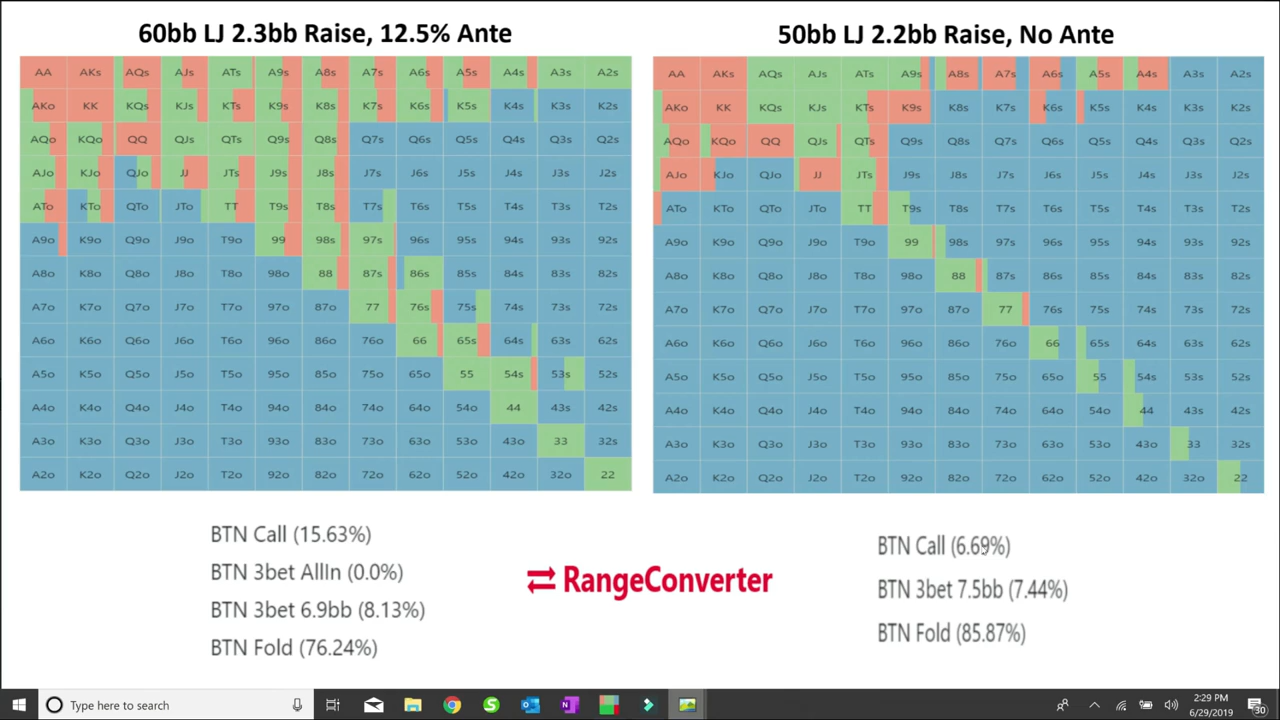 60bb LJ 2.3bb Raise, 12.5% Ante
AA AKs AQs AJs ATs A9s A8s A7s A6s A5s A4s A3s A2s
AKo KK KQs KJs KTs K9s K8s K7s K6s K5s K4s K3s K2s
AQo KQo QQ QJs QTs Q9s Q8s Q7s Q6s Q5s Q4s Q3s Q2s
AJo KJo QJo JJ JTs J9s J8s J7s J6s J5s J4s J3s J2s
ATo KTo QTo JTo TT T9s T8s T7s T6s T5s T4s T3s T2s
A9o K9o Q9o J9o T9o 99 98s 97s 96s 95s 94s 93s 92s
A8o K8o Q8o J8o T8o 98o 88 87s 86s 85s 84s 83s 82s
A7o K7o Q7o J7o T7o 97o 87o 77 76s 75s 74s 73s 72s
A6o K6o Q6o J6o T6o 96o 86o 76o 66 65s 64s 63s 62s
A5o K5o Q5o J5o T5o 95o 85o 75o 65o 55 54s 53s 52s
A4o K4o Q4o J4o T4o 94o 84o 74o 64o 54o 44 43s 42s
A3o K3o Q3o J3o T3o 93o 83o 73o 63o 53o 43o 33 32s
A2o K2o Q2o J2o T2o 92o 82o 72o 62o 52o 42o 32o 22
BTN Call (15.63%)
BTN 3bet AllIn (0.0%)
BTN 3bet 6.9bb (8.13%)
BTN Fold (76.24%)
RangeConverter
50bb LJ 2.2bb Raise, No Ante
AA AKs AQs AJs ATs A9s A8s A7s A6s A5s A4s A3s A2s
AKo KK KQs KJs KTs K9s K8s K7s K6s K5s K4s K3s K2s
AQo KQo QQ QJs QTs Q9s Q8s Q7s Q6s Q5s Q4s Q3s Q2s
AJo KJo QJo JJ JTs J9s J8s J7s J6s J5s J4s J3s J2s
ATo KTo QTo JTo TT T9s T8s T7s T6s T5s T4s T3s T2s
A9o K9o Q9o J9o T9o 99 98s 97s 96s 95s 94s 93s 92s
A8o K8o Q8o J8o T8o 98o 88 87s 86s 85s 84s 83s 82s
A7o K7o Q7o J7o T7o 97o 87o 77 76s 75s 74s 73s 72s
A6o K6o Q6o J6o T6o 96o 86o 76o 66 65s 64s 63s 62s
A5o K5o Q5o J5o T5o 95o 85o 75o 65o 55 54s 53s 52s
A4o K4o Q4o J4o T4o 94o 84o 74o 64o 54o 44 43s 42s
A3o K3o Q3o J3o T3o 93o 83o 73o 63o 53o 43o 33 32s
A2o K2o Q2o J2o T2o 92o 82o 72o 62o 52o 42o 32o 22
BTN Call (6.69%)
BTN 3bet 7.5bb (7.44%)
BTN Fold (85.87%)
Type here to search
2:29 PM
6/29/2019
30